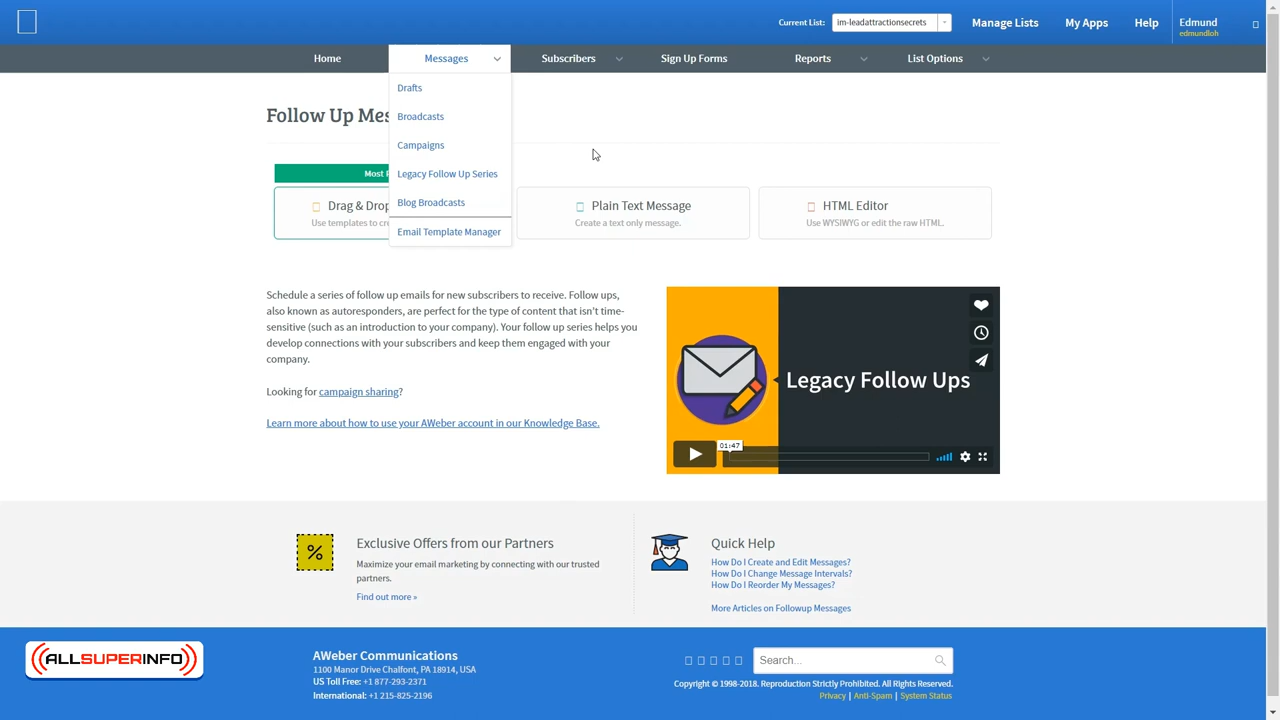 Current List: im-leadattractionsecrets Manage Lists My Apps Help Edmund
edmundloh
Home Messages Subscribers Sign Up Forms Reports List Options
Drafts
Broadcasts
Campaigns
Legacy Follow Up Series
Blog Broadcasts
Email Template Manager
Follow Up Mes
Most
Drag & Drop Plain Text Message HTML Editor
Use templates to cre Create a text only message. Use WYSIWYG or edit the raw HTML.
Schedule a series of follow up emails for new subscribers to receive. Follow ups,
also known as autoresponders, are perfect for the type of content that isn't time-
sensitive (such as an introduction to your company). Your follow up series helps you
develop connections with your subscribers and keep them engaged with your
company.
Looking for campaign sharing?
Learn more about how to use your AWeber account in our Knowledge Base.
Legacy Follow Ups
01:47
Exclusive Offers from our Partners
Maximize your email marketing by connecting with our trusted
partners.
Find out more »
Quick Help
How Do I Create and Edit Messages?
How Do I Change Message Intervals?
How Do I Reorder My Messages?
More Articles on Followup Messages
ALLSUPERINFO
AWeber Communications
1100 Manor Drive Chalfont, PA 18914, USA
US Toll Free: +1 877-293-2371
International: +1 215-825-2196
Search...
Copyright © 1998-2018. Reproduction Strictly Prohibited. All Rights Reserved.
Privacy | Anti-Spam | System Status